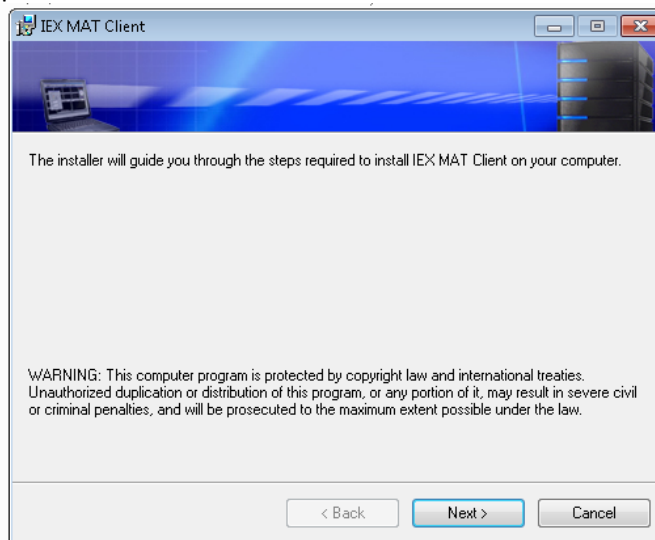 IEX MAT Client
The installer will guide you through the steps required to install IEX MAT Client on your computer.
WARNING: This computer program is protected by copyright law and international treaties.
Unauthorized duplication or distribution of this program, or any portion of it, may result in severe civil
or criminal penalties, and will be prosecuted to the maximum extent possible under the law.
< Back
Next >
Cancel